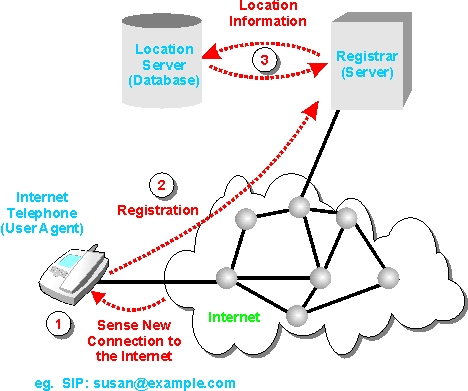 Location
Information
Location
Server
(Database)
3
Registrar
(Server)
2
Registration
Internet
Telephone
(User Agent)
1
Sense New
Connection to
the Internet
Internet
eg. SIP: susan@example.com